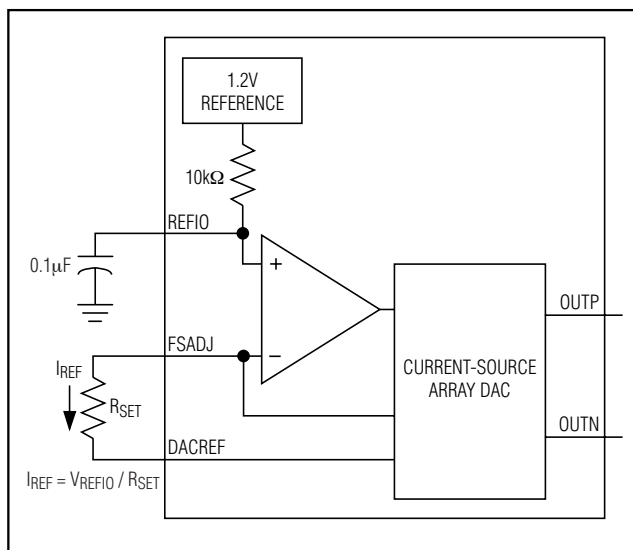 1.2V
REFERENCE
10kΩ
REFIO
0.1μF
+
−
FSADJ
IREF
RSET
DACREF
IREF = VREFIO / RSET
CURRENT-SOURCE
ARRAY DAC
OUTP
OUTN